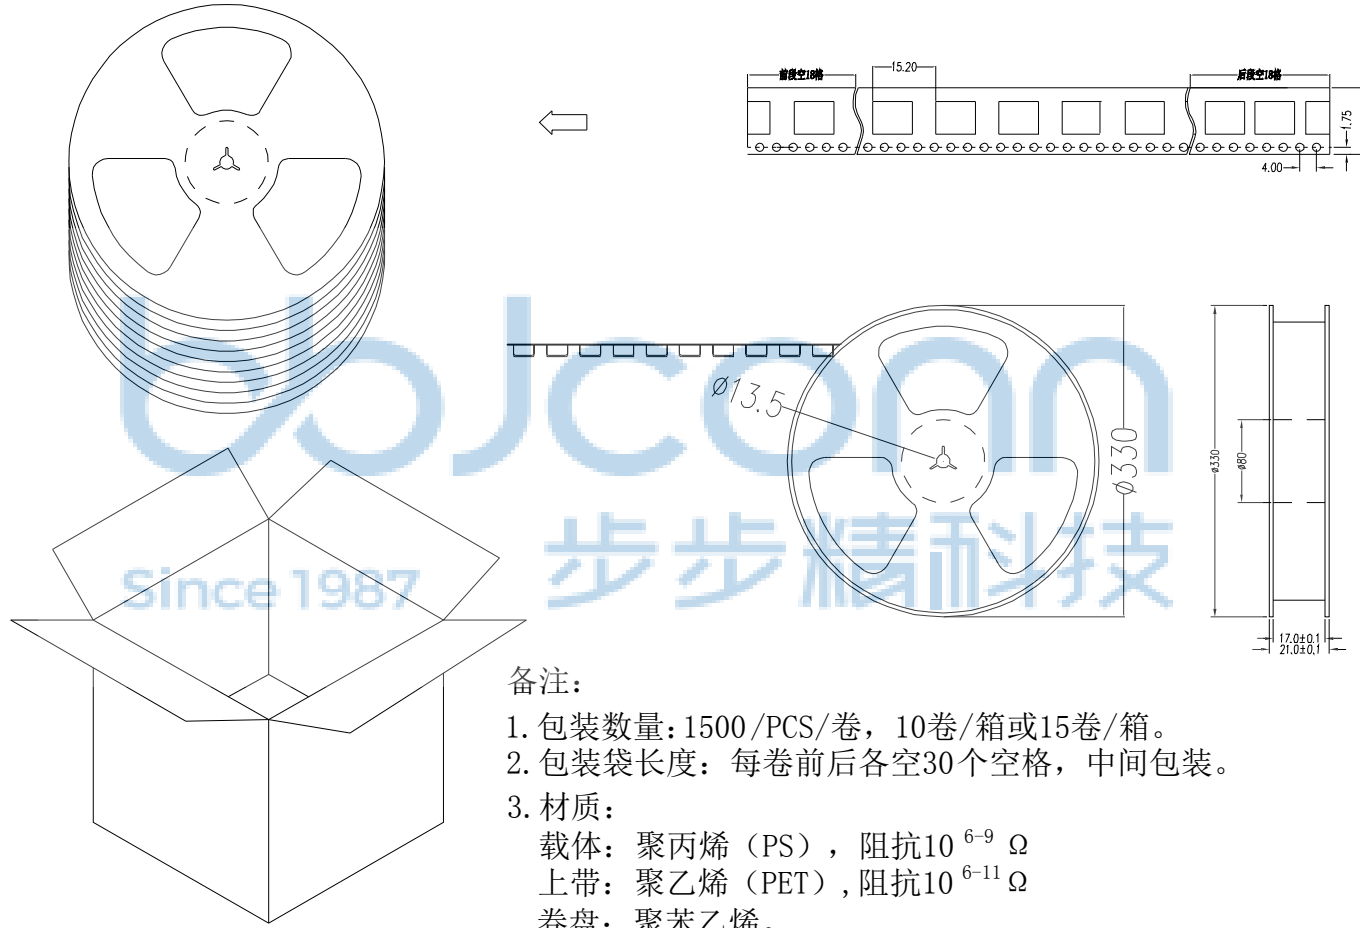 前段空18格
15.20
后段空18格
1.75
4.00
bbjconn
Ø13.5
Ø330
ø330
ø80
步步精科技
Since 1987
17.0±0.1
21.0±0.1
备注：
1.包装数量:1500/PCS/卷，10卷/箱或15卷/箱。
2.包装袋长度：每卷前后各空30个空格，中间包装。
3.材质：
载体：聚丙烯（PS），阻抗10 6-9 Ω
上带：聚乙烯（PET）,阻抗10 6-11 Ω
卷盘：聚苯乙烯。